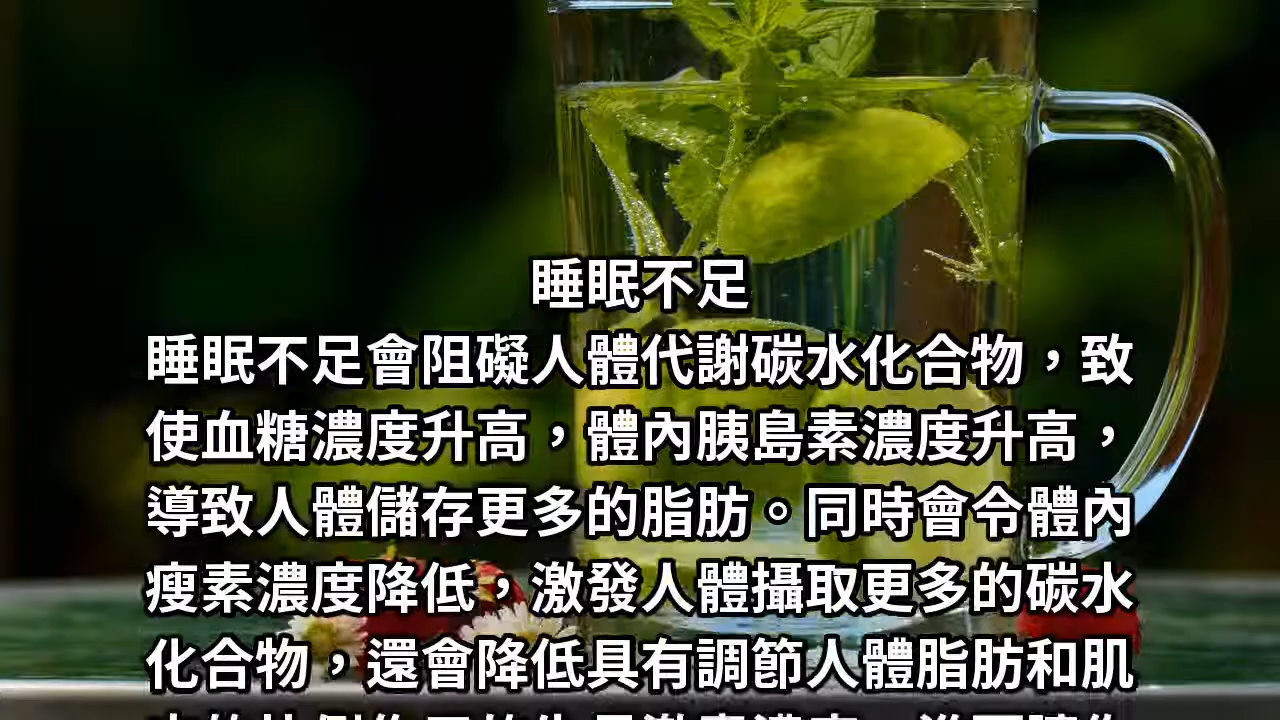 睡眠不足
睡眠不足會阻礙人體代謝碳水化合物，致
使血糖濃度升高，體內胰島素濃度升高，
導致人體儲存更多的脂肪。同時會令體內
瘦素濃度降低，激發人體攝取更多的碳水
化合物，還會降低具有調節人體脂肪和肌